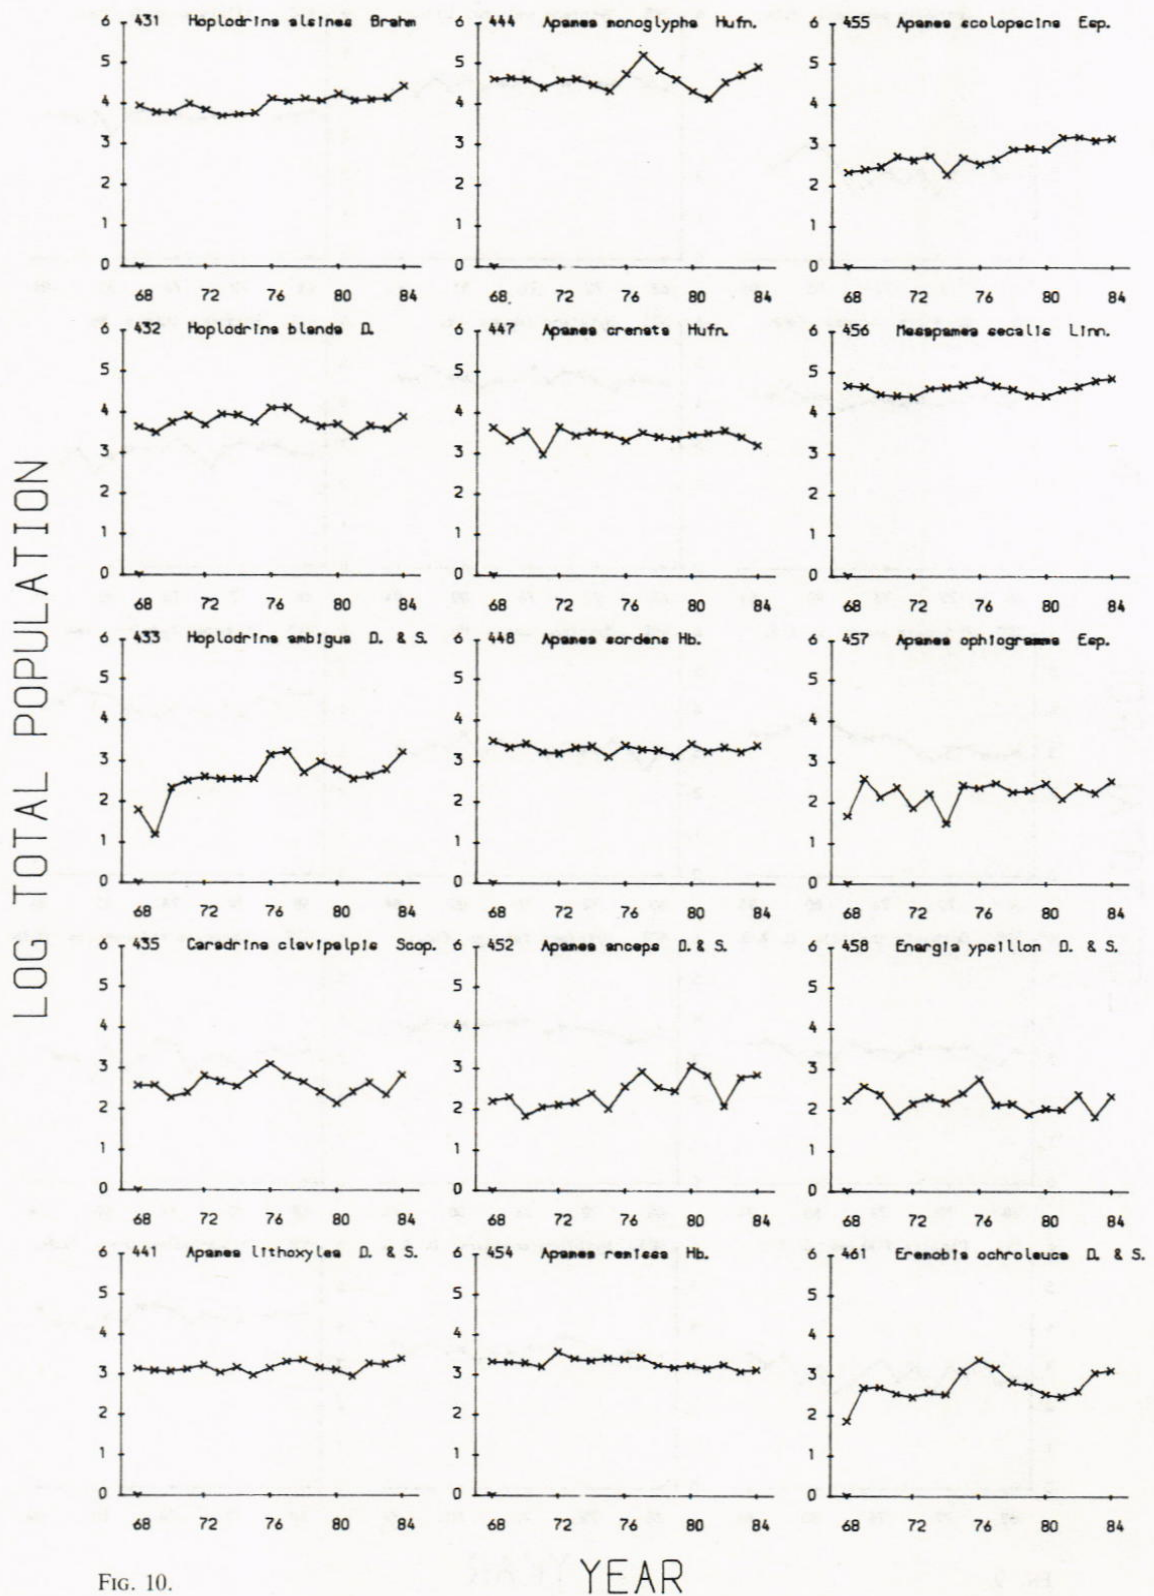 LOG TOTAL POPULATION
6 431 Hoplodrina alsines Brahm
5
4
3
2
1
0
68 72 76 80 84
6 444 Apamea monoglypha Hufn.
5
4
3
2
1
0
68 72 76 80 84
6 455 Apamea scolopacina Esp.
5
4
3
2
1
0
68 72 76 80 84
6 432 Hoplodrina blanda D.
5
4
3
2
1
0
68 72 76 80 84
6 447 Apamea crenata Hufn.
5
4
3
2
1
0
68 72 76 80 84
6 456 Mesapamea secalis Linn.
5
4
3
2
1
0
68 72 76 80 84
6 433 Hoplodrina ambigua D. & S.
5
4
3
2
1
0
68 72 76 80 84
6 448 Apamea sordens Hb.
5
4
3
2
1
0
68 72 76 80 84
6 457 Apamea ophiogramma Esp.
5
4
3
2
1
0
68 72 76 80 84
6 435 Caradrina clavipalpis Scop.
5
4
3
2
1
0
68 72 76 80 84
6 452 Apamea anceps D. & S.
5
4
3
2
1
0
68 72 76 80 84
6 458 Enargia ypsillon D. & S.
5
4
3
2
1
0
68 72 76 80 84
6 441 Apamea lithoxylea D. & S.
5
4
3
2
1
0
68 72 76 80 84
6 454 Apamea remissa Hb.
5
4
3
2
1
0
68 72 76 80 84
6 461 Eremobia ochroleuca D. & S.
5
4
3
2
1
0
68 72 76 80 84
YEAR
FIG. 10.